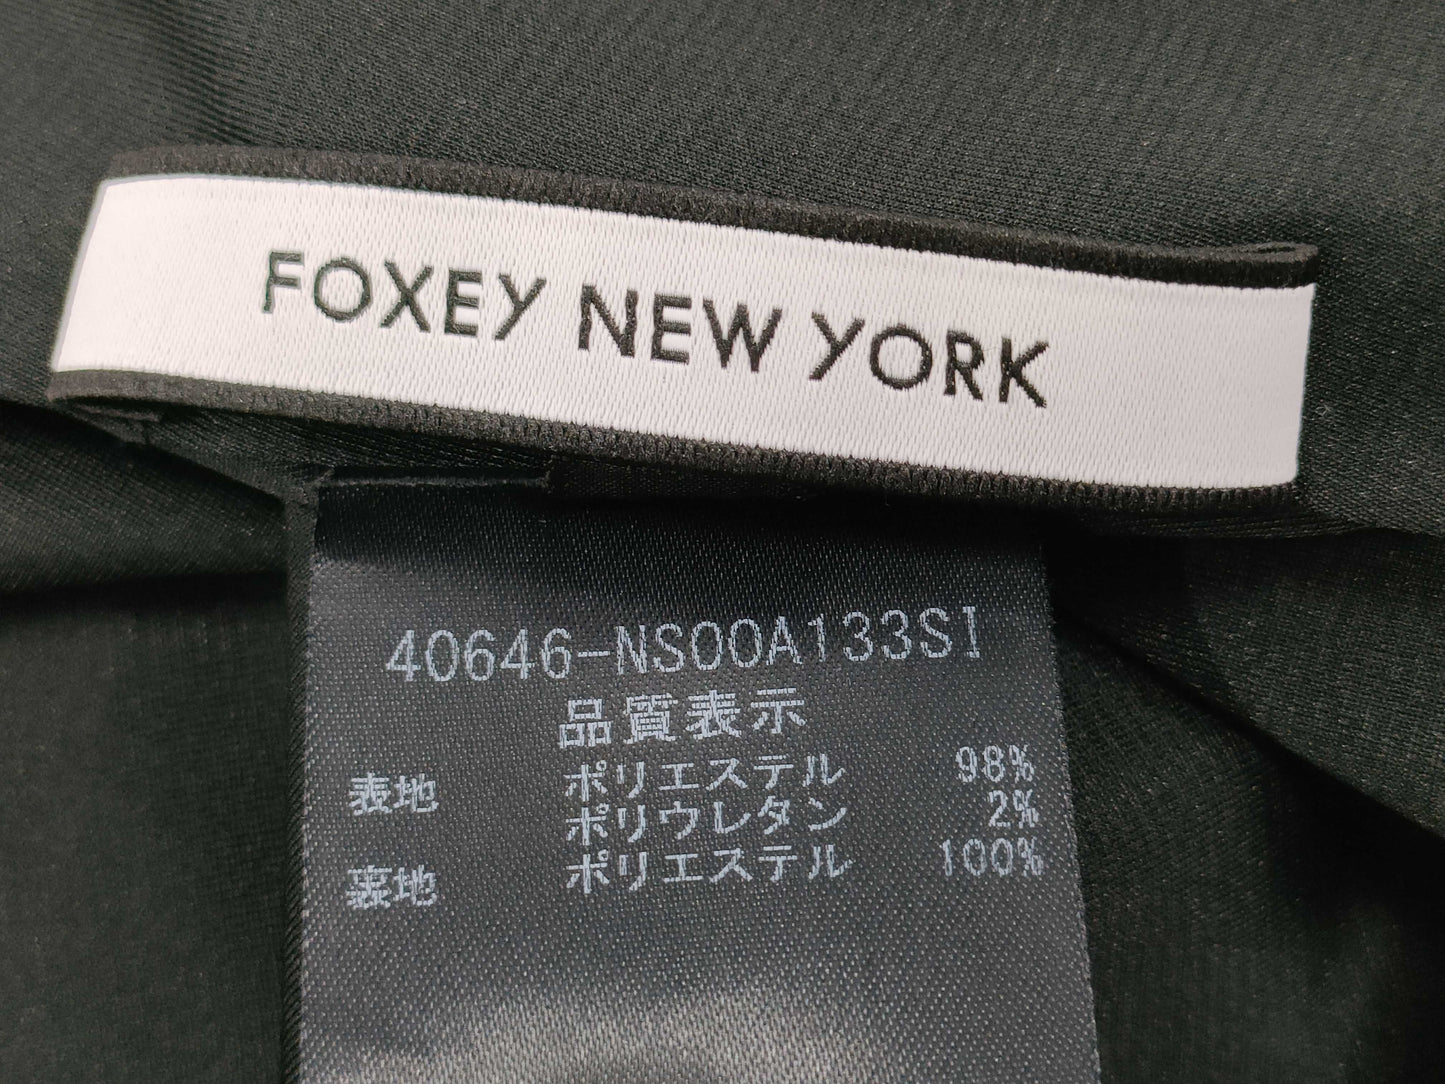 FOXEY NEW YORK
40646-NS00A133SI
品質表示
表地 ポリエステル 98%
ポリウレタン 2%
裏地 ポリエステル 100%